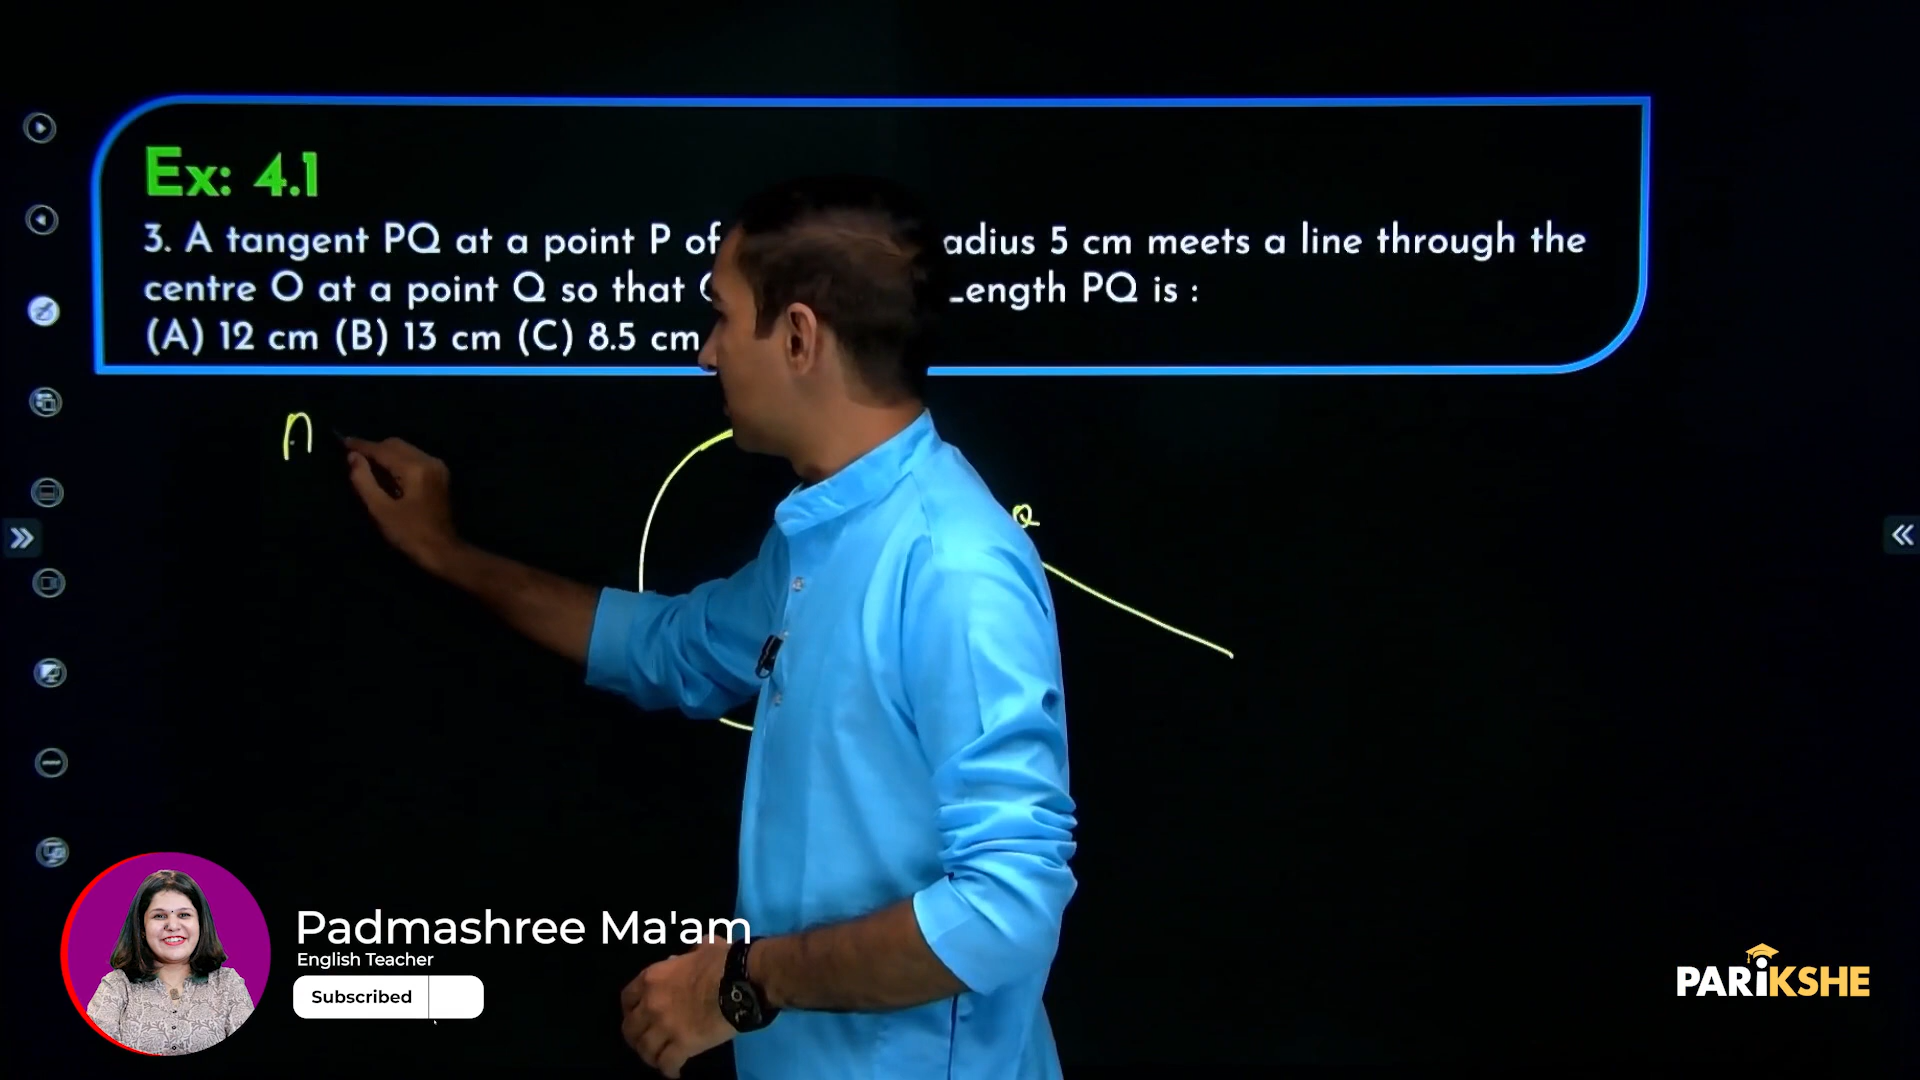 Ex: 4.1
3. A tangent PQ at a point P of adius 5 cm meets a line through the
centre O at a point Q so that Length PQ is :
(A) 12 cm (B) 13 cm (C) 8.5 cm
Q
Padmashree Ma'am
English Teacher
Subscribed
PARIKSHE